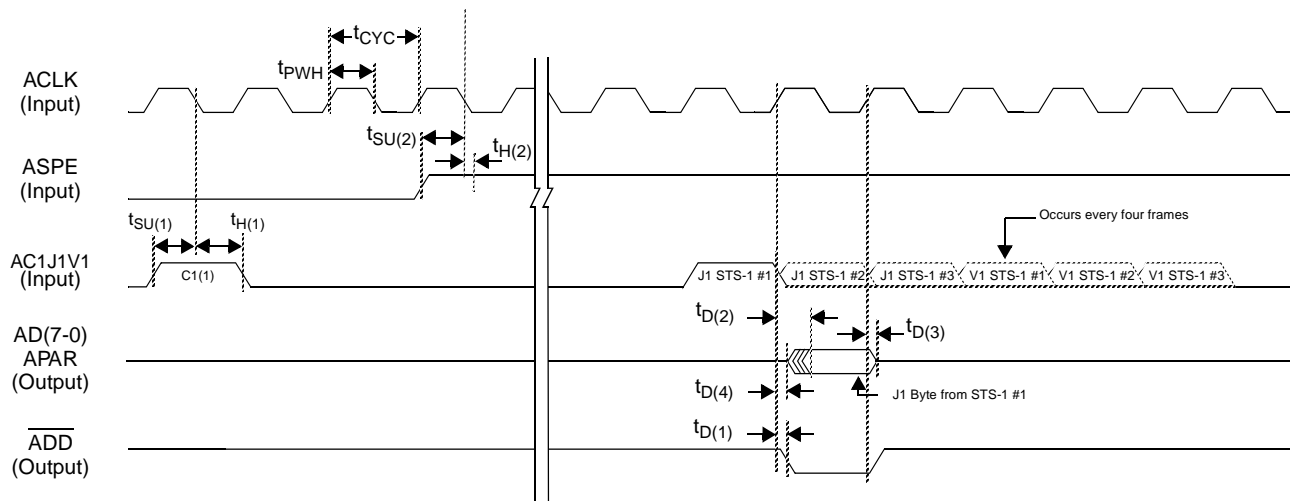 tCYC
tPWH
ACLK
(Input)
tSU(2)
tH(2)
ASPE
(Input)
Occurs every four frames
tSU(1)
tH(1)
AC1J1V1
(Input)
C1(1)
J1 STS-1 #1
J1 STS-1 #2
J1 STS-1 #3
V1 STS-1 #1
V1 STS-1 #2
V1 STS-1 #3
tD(2)
tD(3)
AD(7-0)
APAR
(Output)
tD(4)
J1 Byte from STS-1 #1
tD(1)
ADD
(Output)